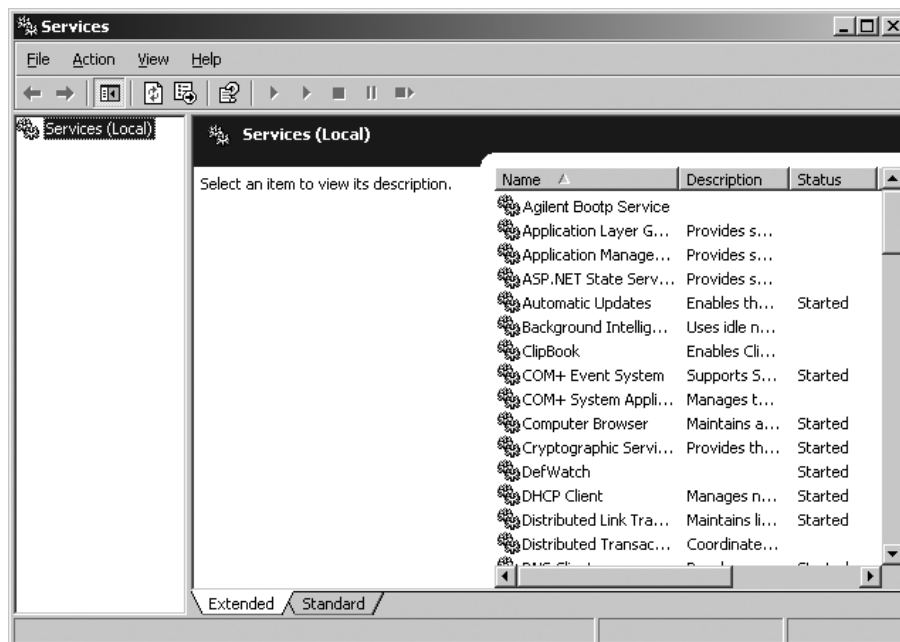 Services
File Action View Help
Services (Local)
Services (Local)
Select an item to view its description.
Name Description Status
Agilent Bootp Service
Application Layer G... Provides s...
Application Manage... Provides s...
ASP.NET State Serv... Provides s...
Automatic Updates Enables th... Started
Background Intellig... Uses idle n...
ClipBook Enables Cli...
COM+ Event System Supports S... Started
COM+ System Appli... Manages t...
Computer Browser Maintains a... Started
Cryptographic Servi... Provides th... Started
DefWatch Started
DHCP Client Manages n... Started
Distributed Link Tra... Maintains li... Started
Distributed Transac... Coordinate...
Extended Standard